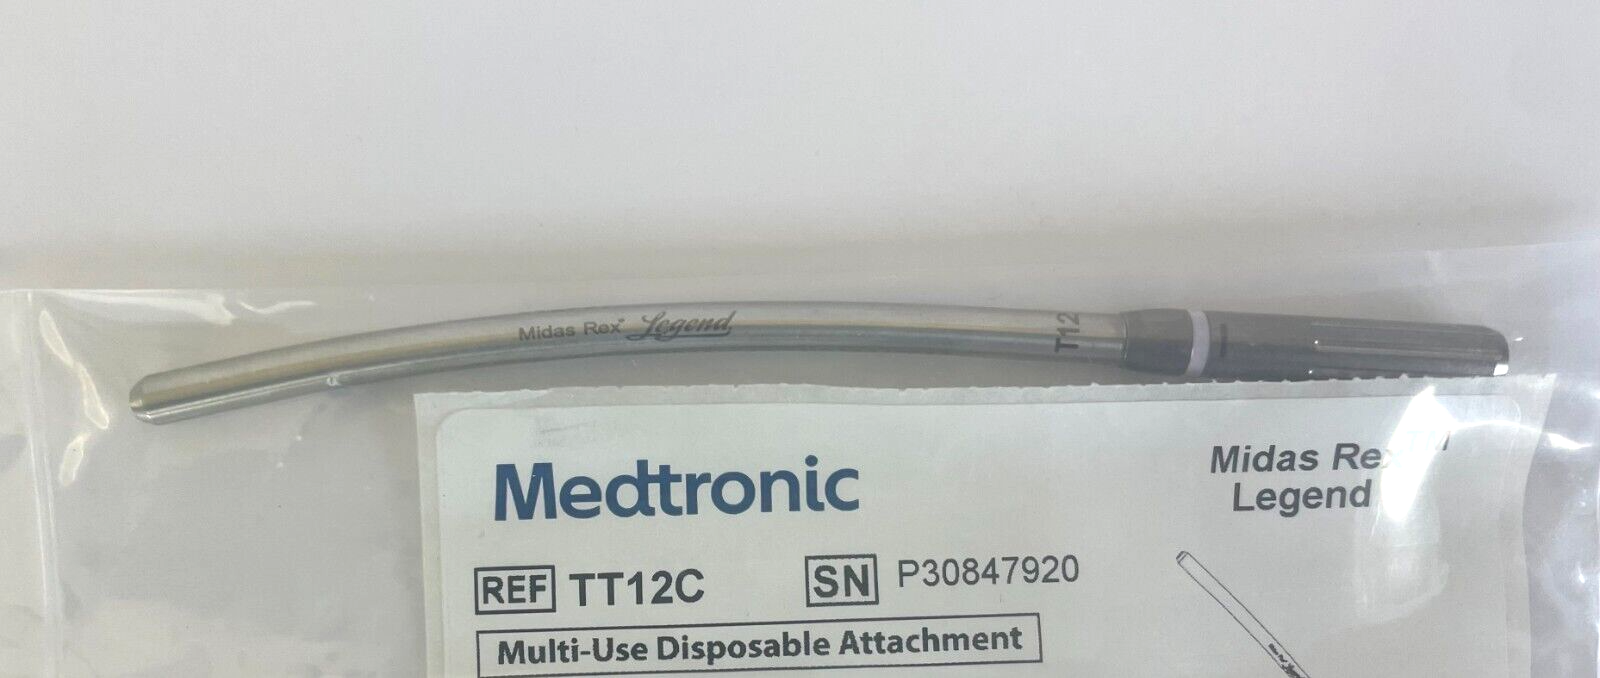 Midas Rex® Legend
T12
Medtronic
Midas Re
Legend
REF TT12C
SN P30847920
Multi-Use Disposable Attachment